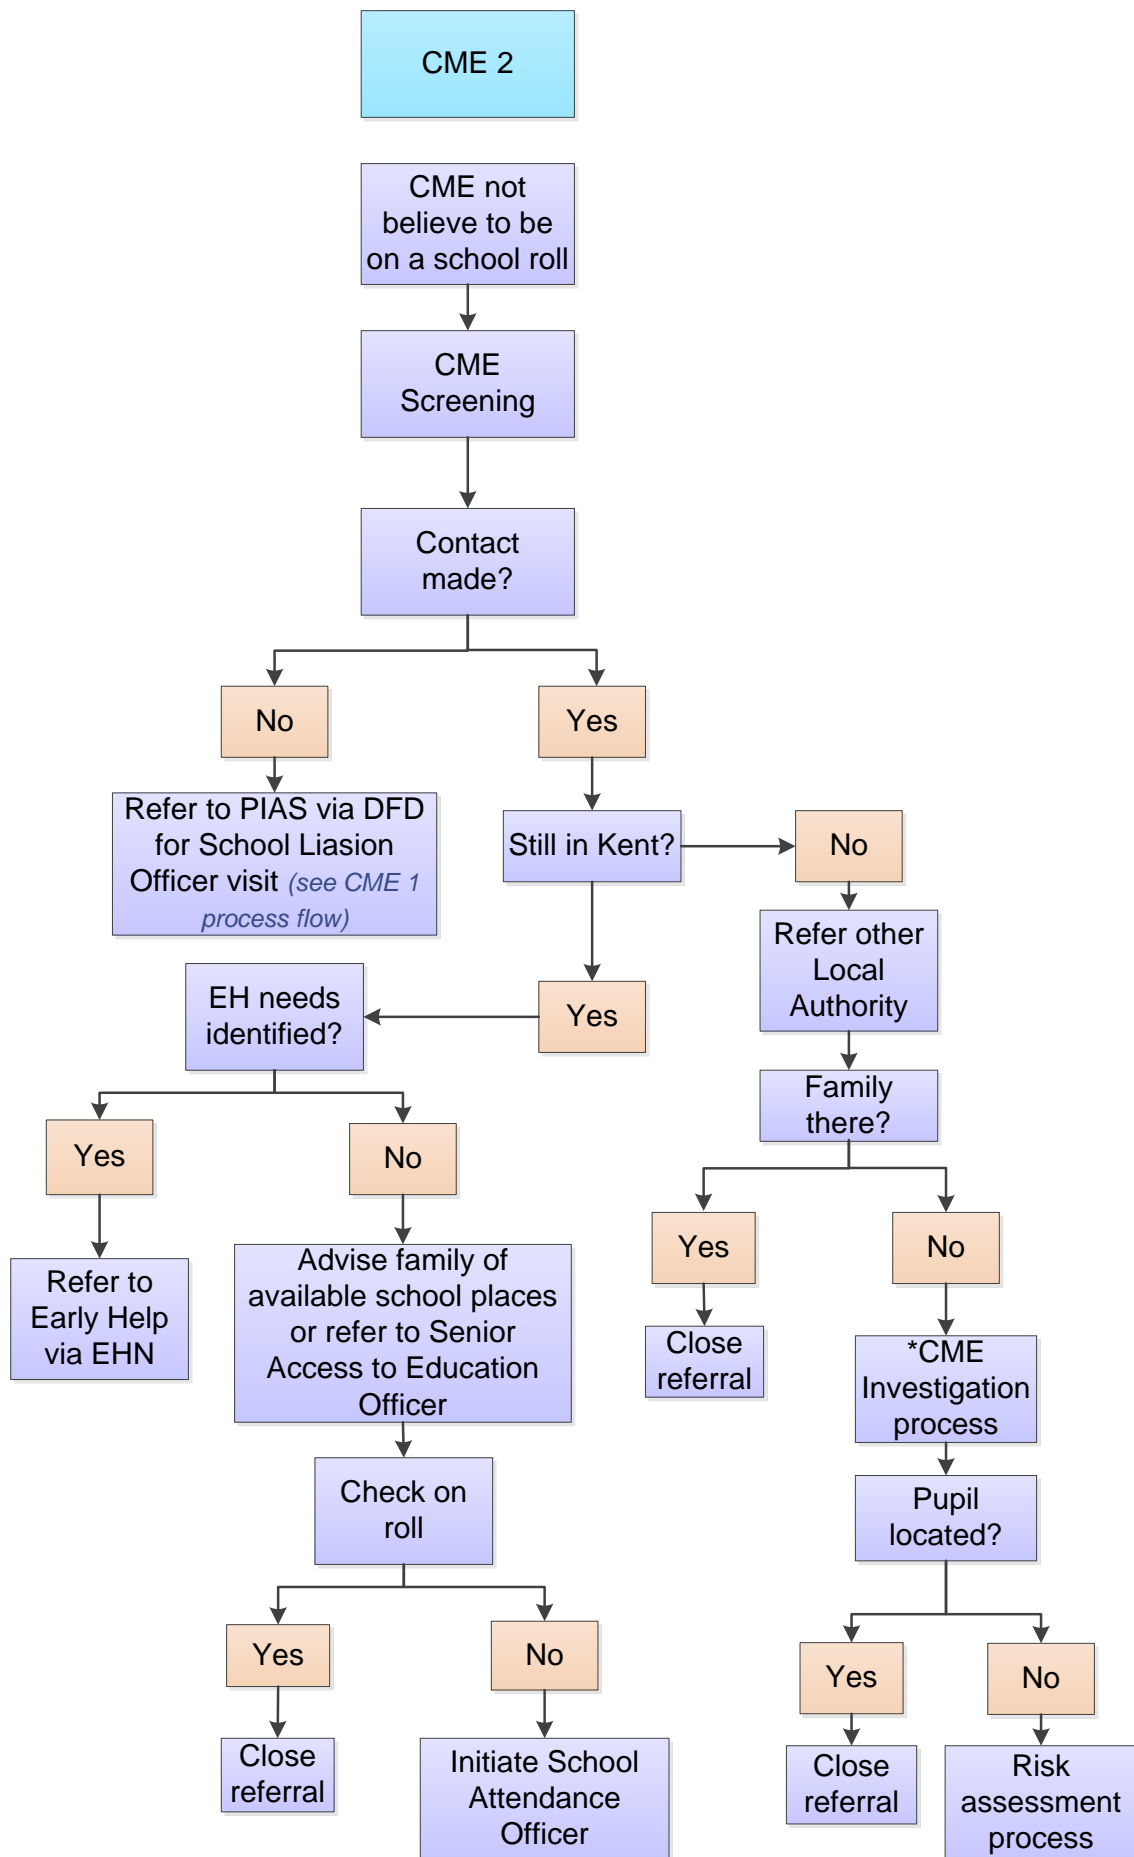 CME 2
CME not
believe to be
on a school roll
CME
Screening
Contact
made?
No
Yes
Refer to PIAS via DFD
for School Liasion
Officer visit (see CME 1
process flow)
Still in Kent?
No
Refer other
Local
Authority
EH needs
identified?
Yes
Family
there?
Yes
No
Yes
No
Refer to
Early Help
via EHN
Advise family of
available school places
or refer to Senior
Access to Education
Officer
Close
referral
*CME
Investigation
process
Check on
roll
Pupil
located?
Yes
No
Yes
No
Close
referral
Initiate School
Attendance
Officer
Close
referral
Risk
assessment
process